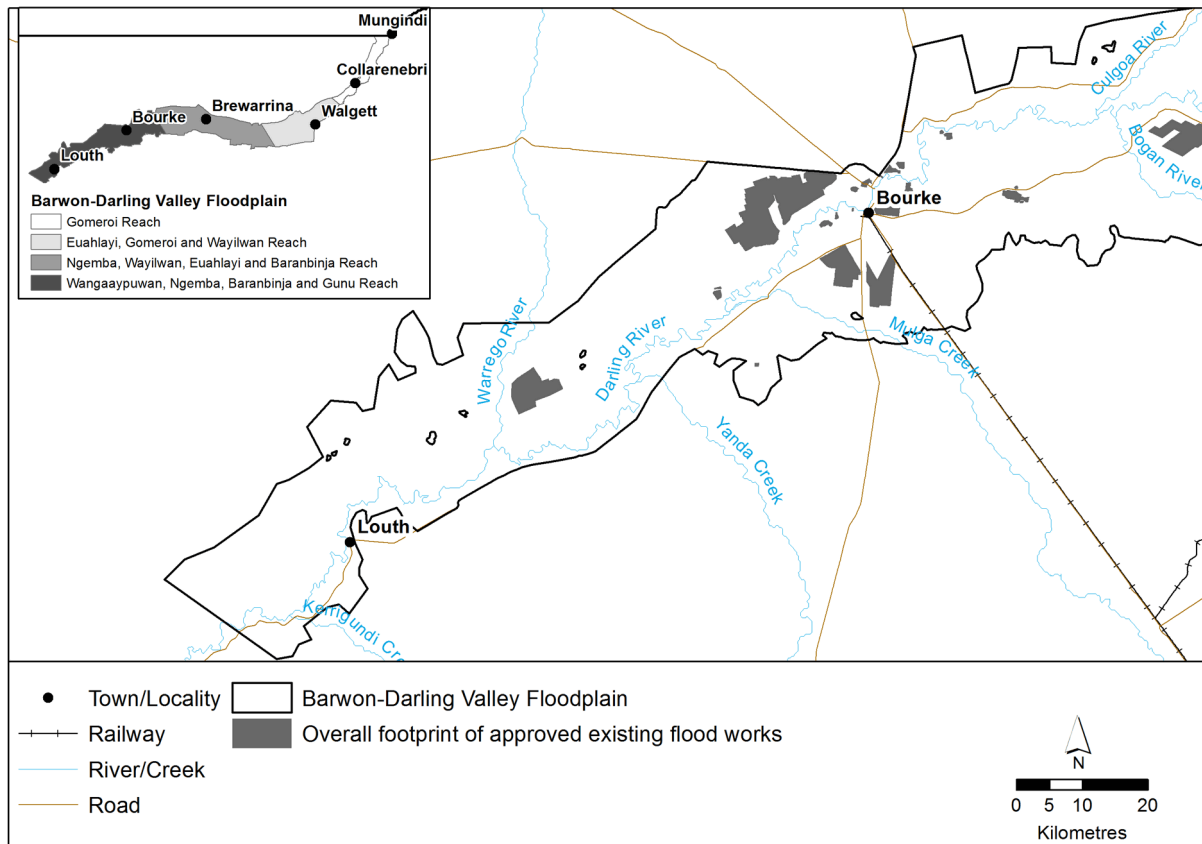 Mungindi
Collarenebri
Brewarrina
Bourke
Walgett
Louth
Barwon-Darling Valley Floodplain
Gomeroi Reach
Euahlayi, Gomeroi and Wayilwan Reach
Ngemba, Wayilwan, Euahlayi and Baranbinja Reach
Wangaaypuwan, Ngemba, Baranbinja and Gunu Reach
Culgoa River
Bogan River
Bourke
Warrego River
Darling River
Mulga Creek
Yanda Creek
Louth
Kerrigundi Cre
Town/Locality
Railway
River/Creek
Road
Barwon-Darling Valley Floodplain
Overall footprint of approved existing flood works
N
0 5 10 20
Kilometres